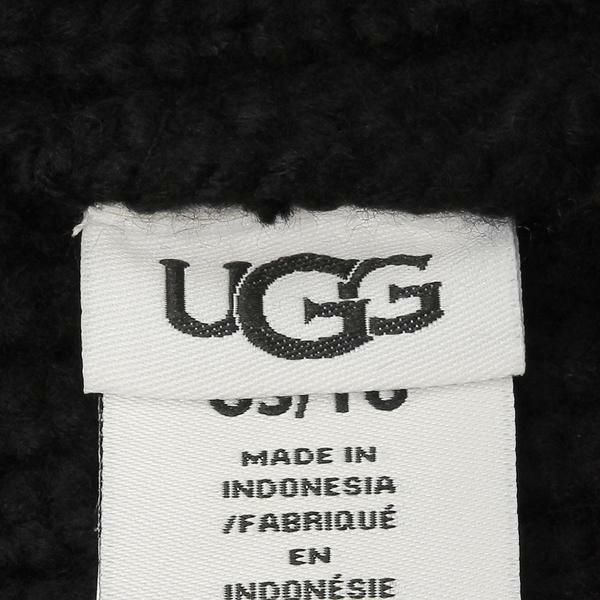 UGG
MADE IN
INDONESIA
/FABRIQUÉ
EN
INDONÉSIE